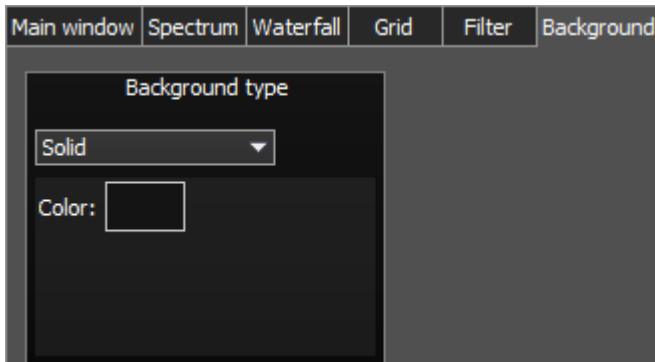 Main window Spectrum Waterfall Grid Filter Background
Background type
Solid
Color: